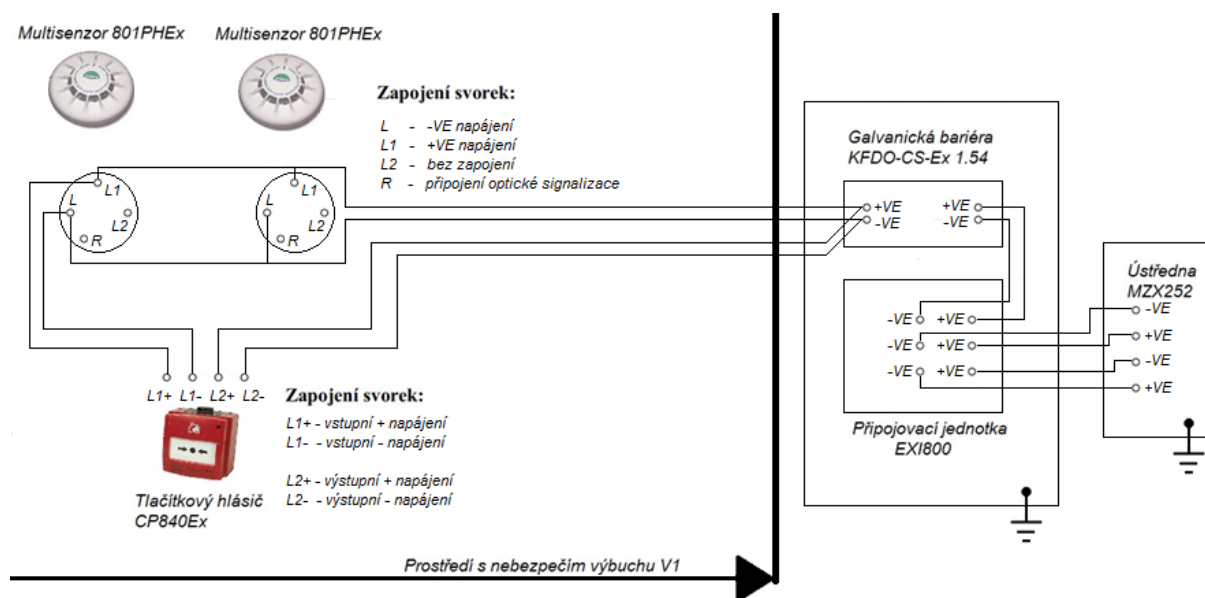 Multisenzor 801PHEx
Multisenzor 801PHEx
Zapojení svorek:
L - -VE napájení
L1 - +VE napájení
L2 - bez zapojení
R - připojení optické signalizace
L1
L
L2
R
L1
L
L2
R
Galvanická bariéra
KFDO-CS-Ex 1.54
+VE +VE
-VE -VE
Ústředna
MZX252
-VE
+VE
-VE
+VE
-VE +VE
-VE +VE
-VE +VE
Připojovací jednotka
EXI800
L1+ L1- L2+ L2-
Zapojení svorek:
L1+ - vstupní + napájení
L1- - vstupní - napájení
L2+ - výstupní + napájení
L2- - výstupní - napájení
Tlačítkový hlásič
CP840Ex
Prostředí s nebezpečím výbuchu V1